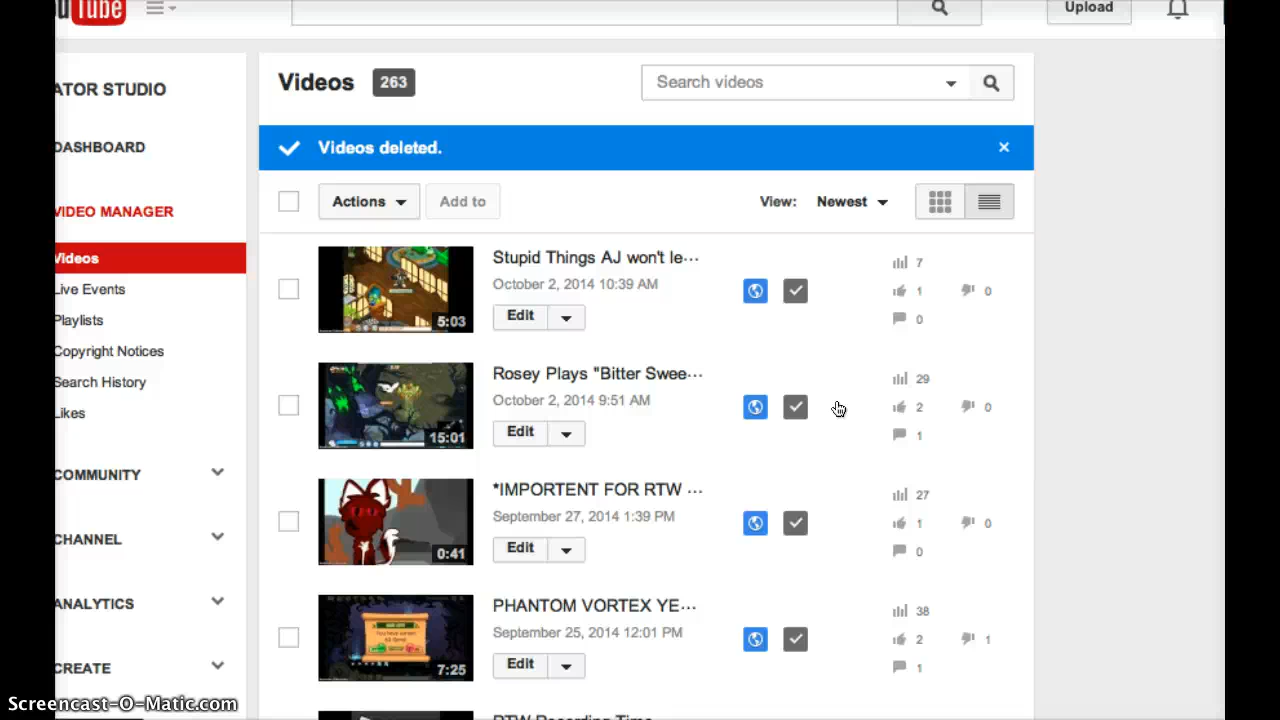 ou Tube
Upload
ATOR STUDIO
DASHBOARD
VIDEO MANAGER
Videos
Live Events
Playlists
Copyright Notices
Search History
Likes
COMMUNITY
CHANNEL
ANALYTICS
CREATE
Videos 263
Search videos
Videos deleted.
Actions Add to View: Newest
5:03
Stupid Things AJ won't le...
October 2, 2014 10:39 AM
Edit
7
1 0
0
15:01
Rosey Plays "Bitter Swee...
October 2, 2014 9:51 AM
Edit
29
2 0
1
0:41
*IMPORTENT FOR RTW ...
September 27, 2014 1:39 PM
Edit
27
1 0
0
7:25
PHANTOM VORTEX YE...
September 25, 2014 12:01 PM
Edit
38
2 1
1
RTW Recording Time
Screencast-O-Matic.com